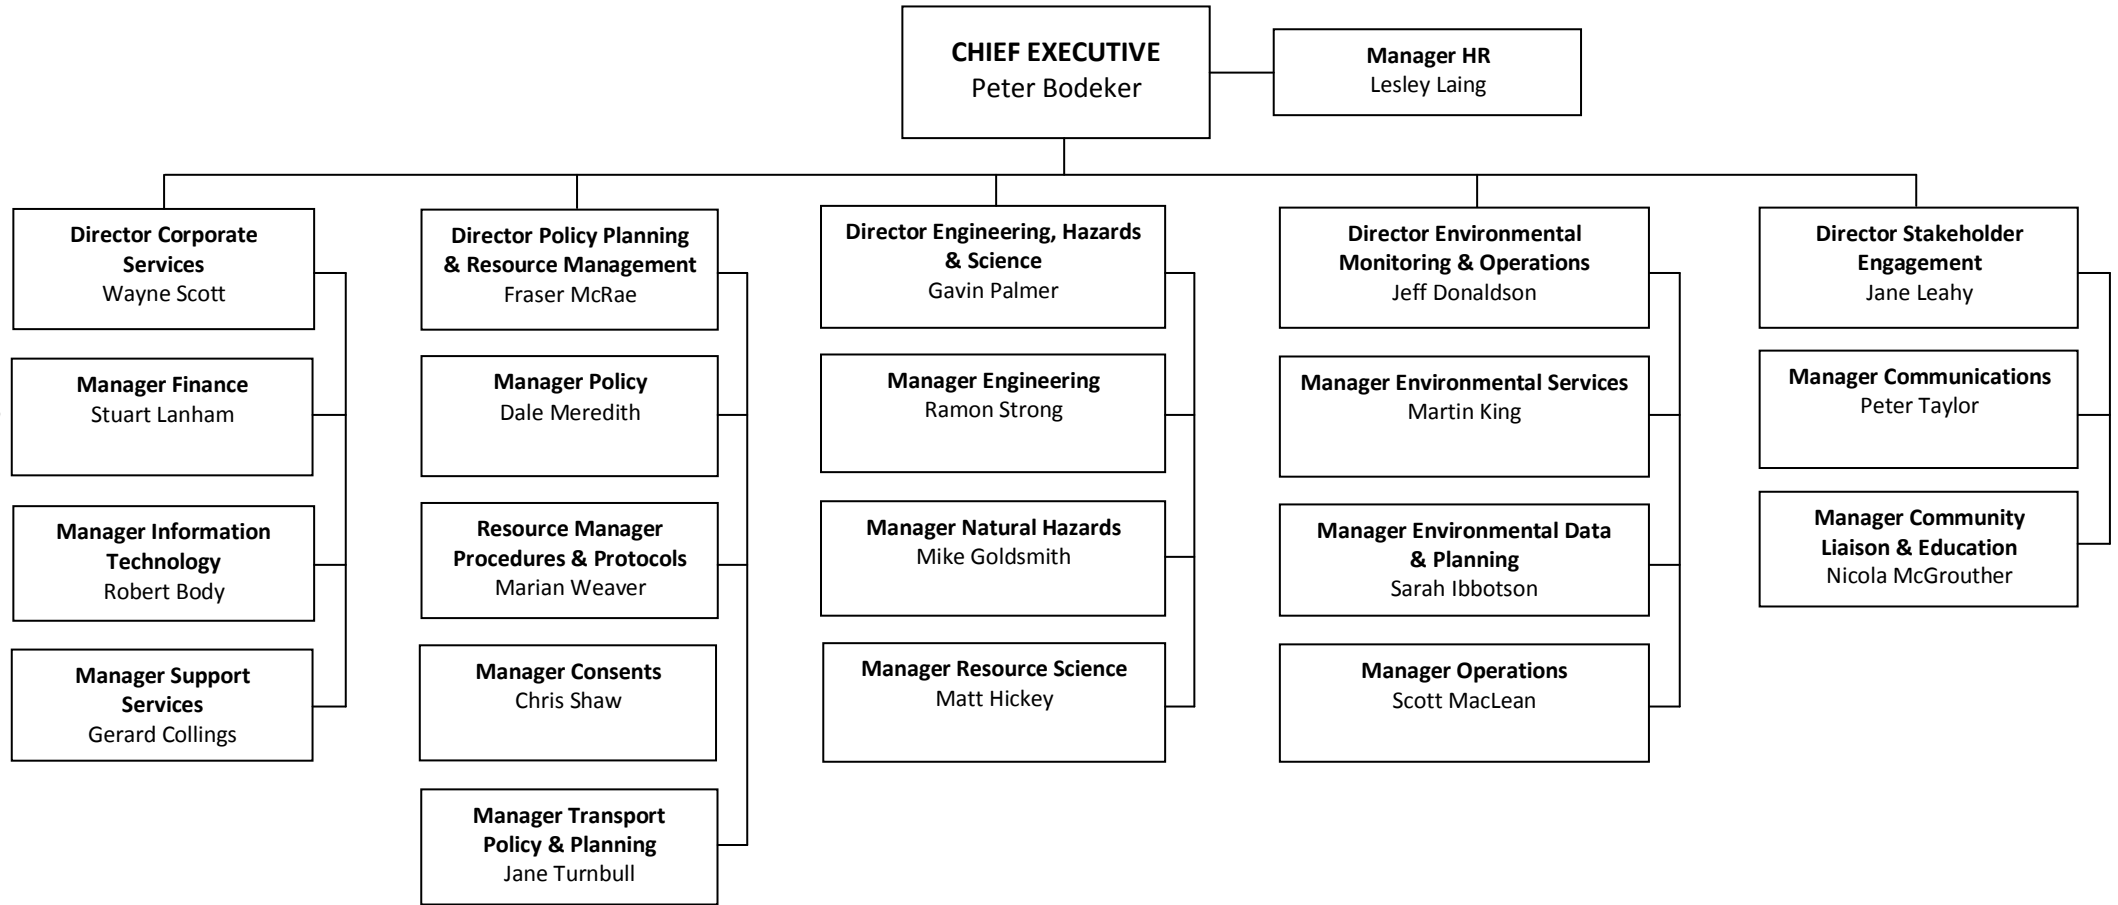 CHIEF EXECUTIVE
Peter Bodeker
Manager HR
Lesley Laing
Director Corporate
Services
Wayne Scott
Manager Finance
Stuart Lanham
Manager Information
Technology
Robert Body
Manager Support
Services
Gerard Collings
Director Policy Planning
& Resource Management
Fraser McRae
Manager Policy
Dale Meredith
Resource Manager
Procedures & Protocols
Marian Weaver
Manager Consents
Chris Shaw
Manager Transport
Policy & Planning
Jane Turnbull
Director Engineering, Hazards
& Science
Gavin Palmer
Manager Engineering
Ramon Strong
Manager Natural Hazards
Mike Goldsmith
Manager Resource Science
Matt Hickey
Director Environmental
Monitoring & Operations
Jeff Donaldson
Manager Environmental Services
Martin King
Manager Environmental Data
& Planning
Sarah Ibbotson
Manager Operations
Scott MacLean
Director Stakeholder
Engagement
Jane Leahy
Manager Communications
Peter Taylor
Manager Community
Liaison & Education
Nicola McGrouther